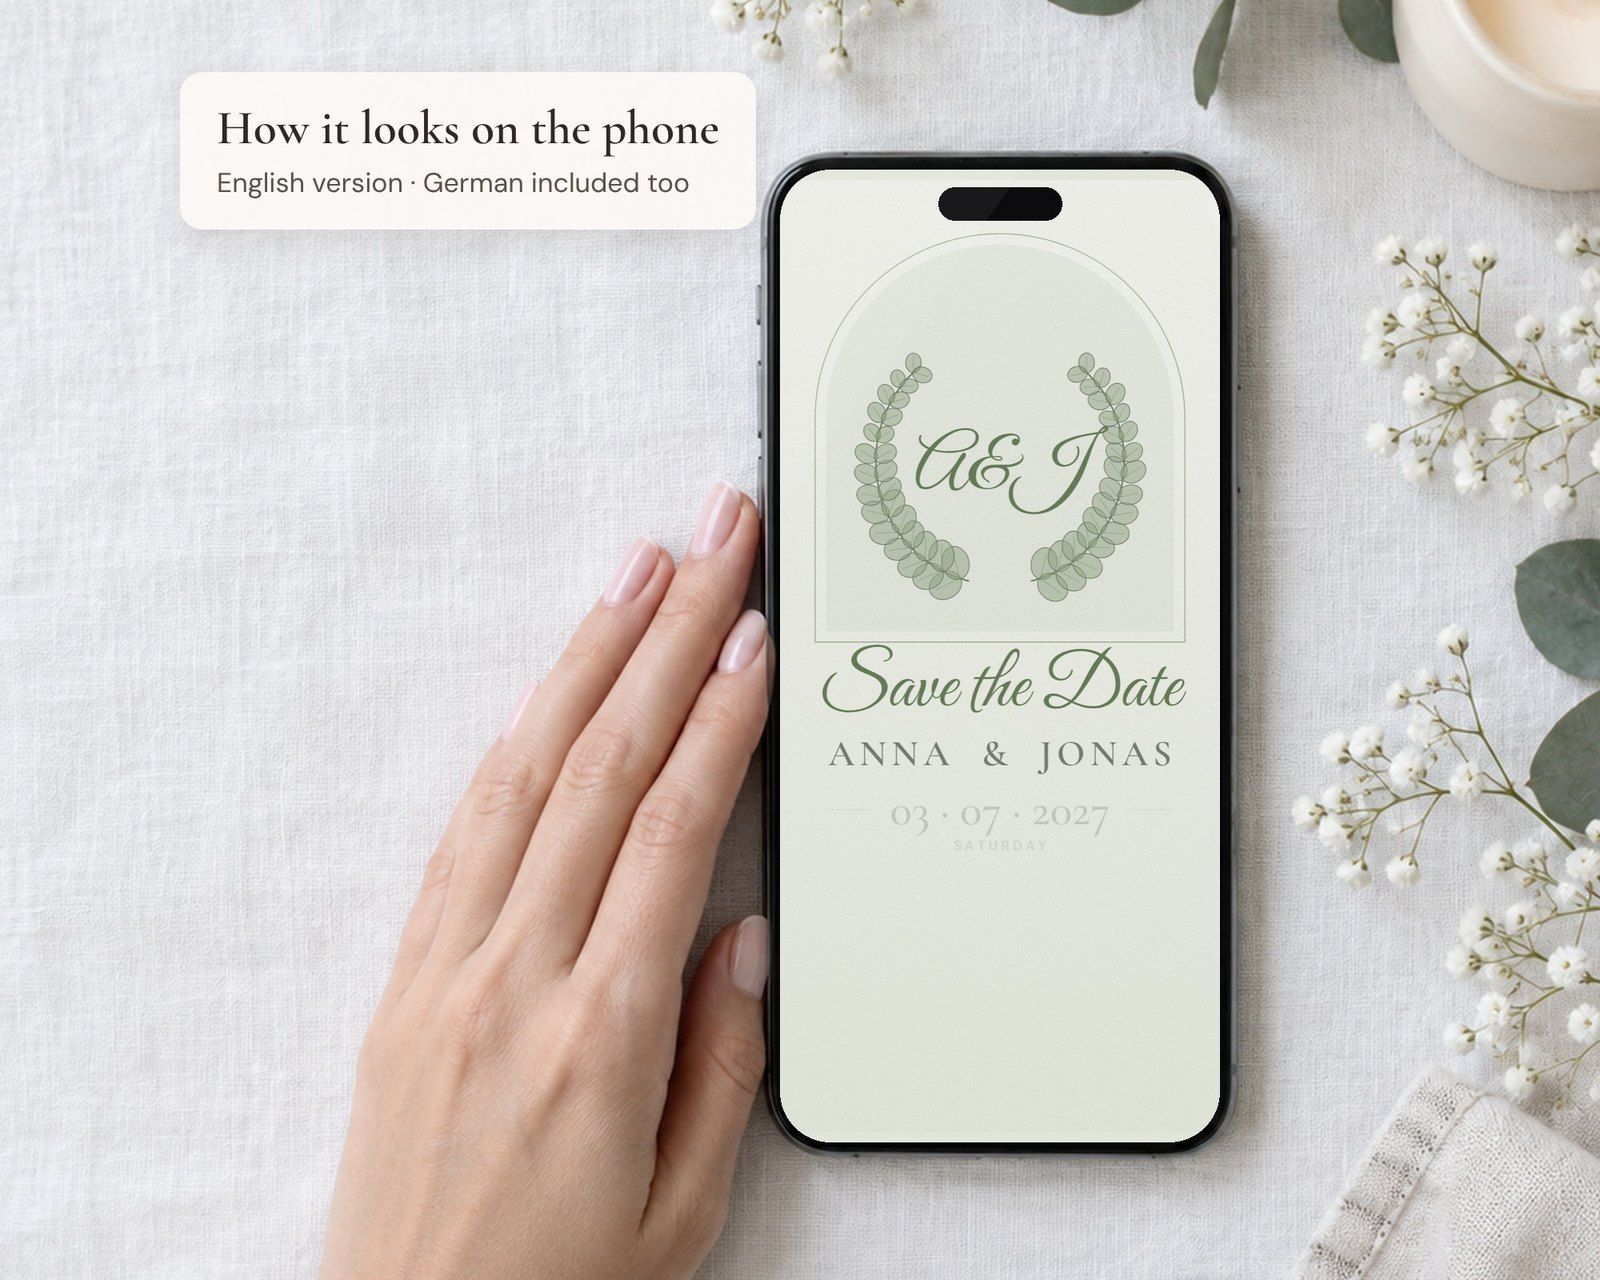 How it looks on the phone
English version · German included too
A & J
Save the Date
ANNA & JONAS
03 · 07 · 2027
SATURDAY